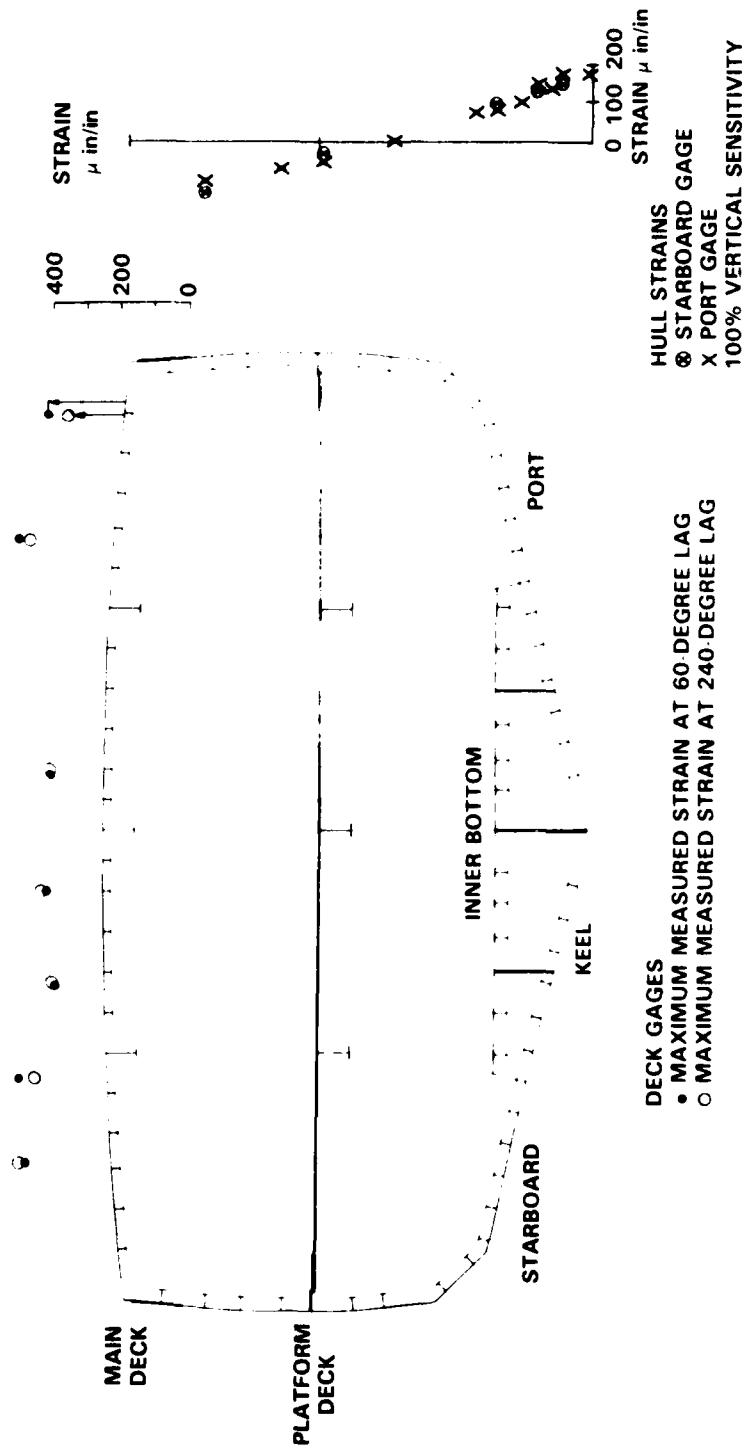 MAIN
DECK
PLATFORM
DECK
STARBOARD
KEEL
INNER BOTTOM
PORT
400
200
0
STRAIN
μ in/in
0 100 200
STRAIN μ in/in
DECK GAGES
● MAXIMUM MEASURED STRAIN AT 60-DEGREE LAG
○ MAXIMUM MEASURED STRAIN AT 240-DEGREE LAG
HULL STRAINS
⊗ STARBOARD GAGE
X PORT GAGE
100% VERTICAL SENSITIVITY